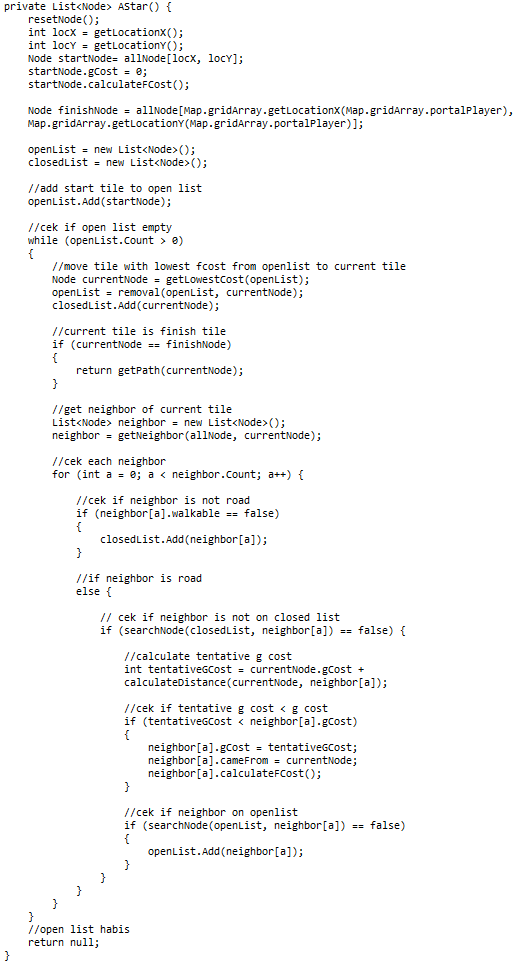 private List<Node> AStar() {
    resetNode();
    int locX = getLocationX();
    int locY = getLocationY();
    Node startNode= allNode[locX, locY];
    startNode.gCost = 0;
    startNode.calculateFCost();

    Node finishNode = allNode[Map.gridArray.getLocationX(Map.gridArray.portalPlayer),
    Map.gridArray.getLocationY(Map.gridArray.portalPlayer)];

    openList = new List<Node>();
    closedList = new List<Node>();

    //add start tile to open list
    openList.Add(startNode);

    //cek if open list empty
    while (openList.Count > 0)
    {
        //move tile with lowest fcost from openlist to current tile
        Node currentNode = getLowestCost(openList);
        openList = removal(openList, currentNode);
        closedList.Add(currentNode);

        //current tile is finish tile
        if (currentNode == finishNode)
        {
            return getPath(currentNode);
        }

        //get neighbor of current tile
        List<Node> neighbor = new List<Node>();
        neighbor = getNeighbor(allNode, currentNode);

        //cek each neighbor
        for (int a = 0; a < neighbor.Count; a++) {

            //cek if neighbor is not road
            if (neighbor[a].walkable == false)
            {
                closedList.Add(neighbor[a]);
            }

            //if neighbor is road
            else {

                // cek if neighbor is not on closed list
                if (searchNode(closedList, neighbor[a]) == false) {

                    //calculate tentative g cost
                    int tentativeGCost = currentNode.gCost +
                    calculateDistance(currentNode, neighbor[a]);

                    //cek if tentative g cost < g cost
                    if (tentativeGCost < neighbor[a].gCost)
                    {
                        neighbor[a].gCost = tentativeGCost;
                        neighbor[a].cameFrom = currentNode;
                        neighbor[a].calculateFCost();
                    }

                    //cek if neighbor on openlist
                    if (searchNode(openList, neighbor[a]) == false)
                    {
                        openList.Add(neighbor[a]);
                    }
                }
            }
        }
    }
    //open list habis
    return null;
}